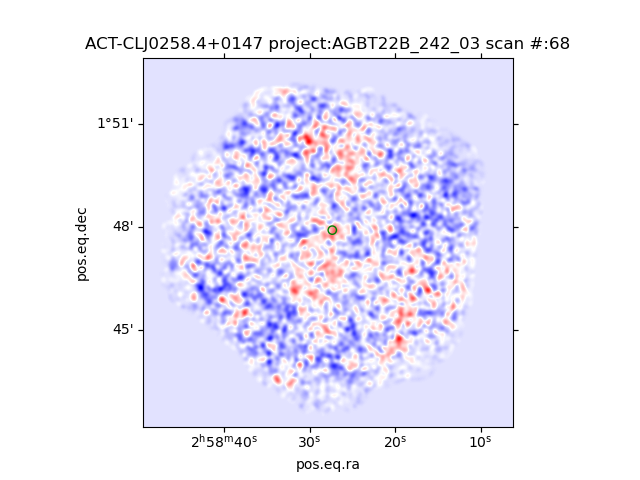 ACT-CLJ0258.4+0147 project:AGBT22B_242_03 scan #:68
1°51'
48'
45'
pos.eq.dec
2ʰ58ᵐ40ˢ 30ˢ 20ˢ 10ˢ
pos.eq.ra